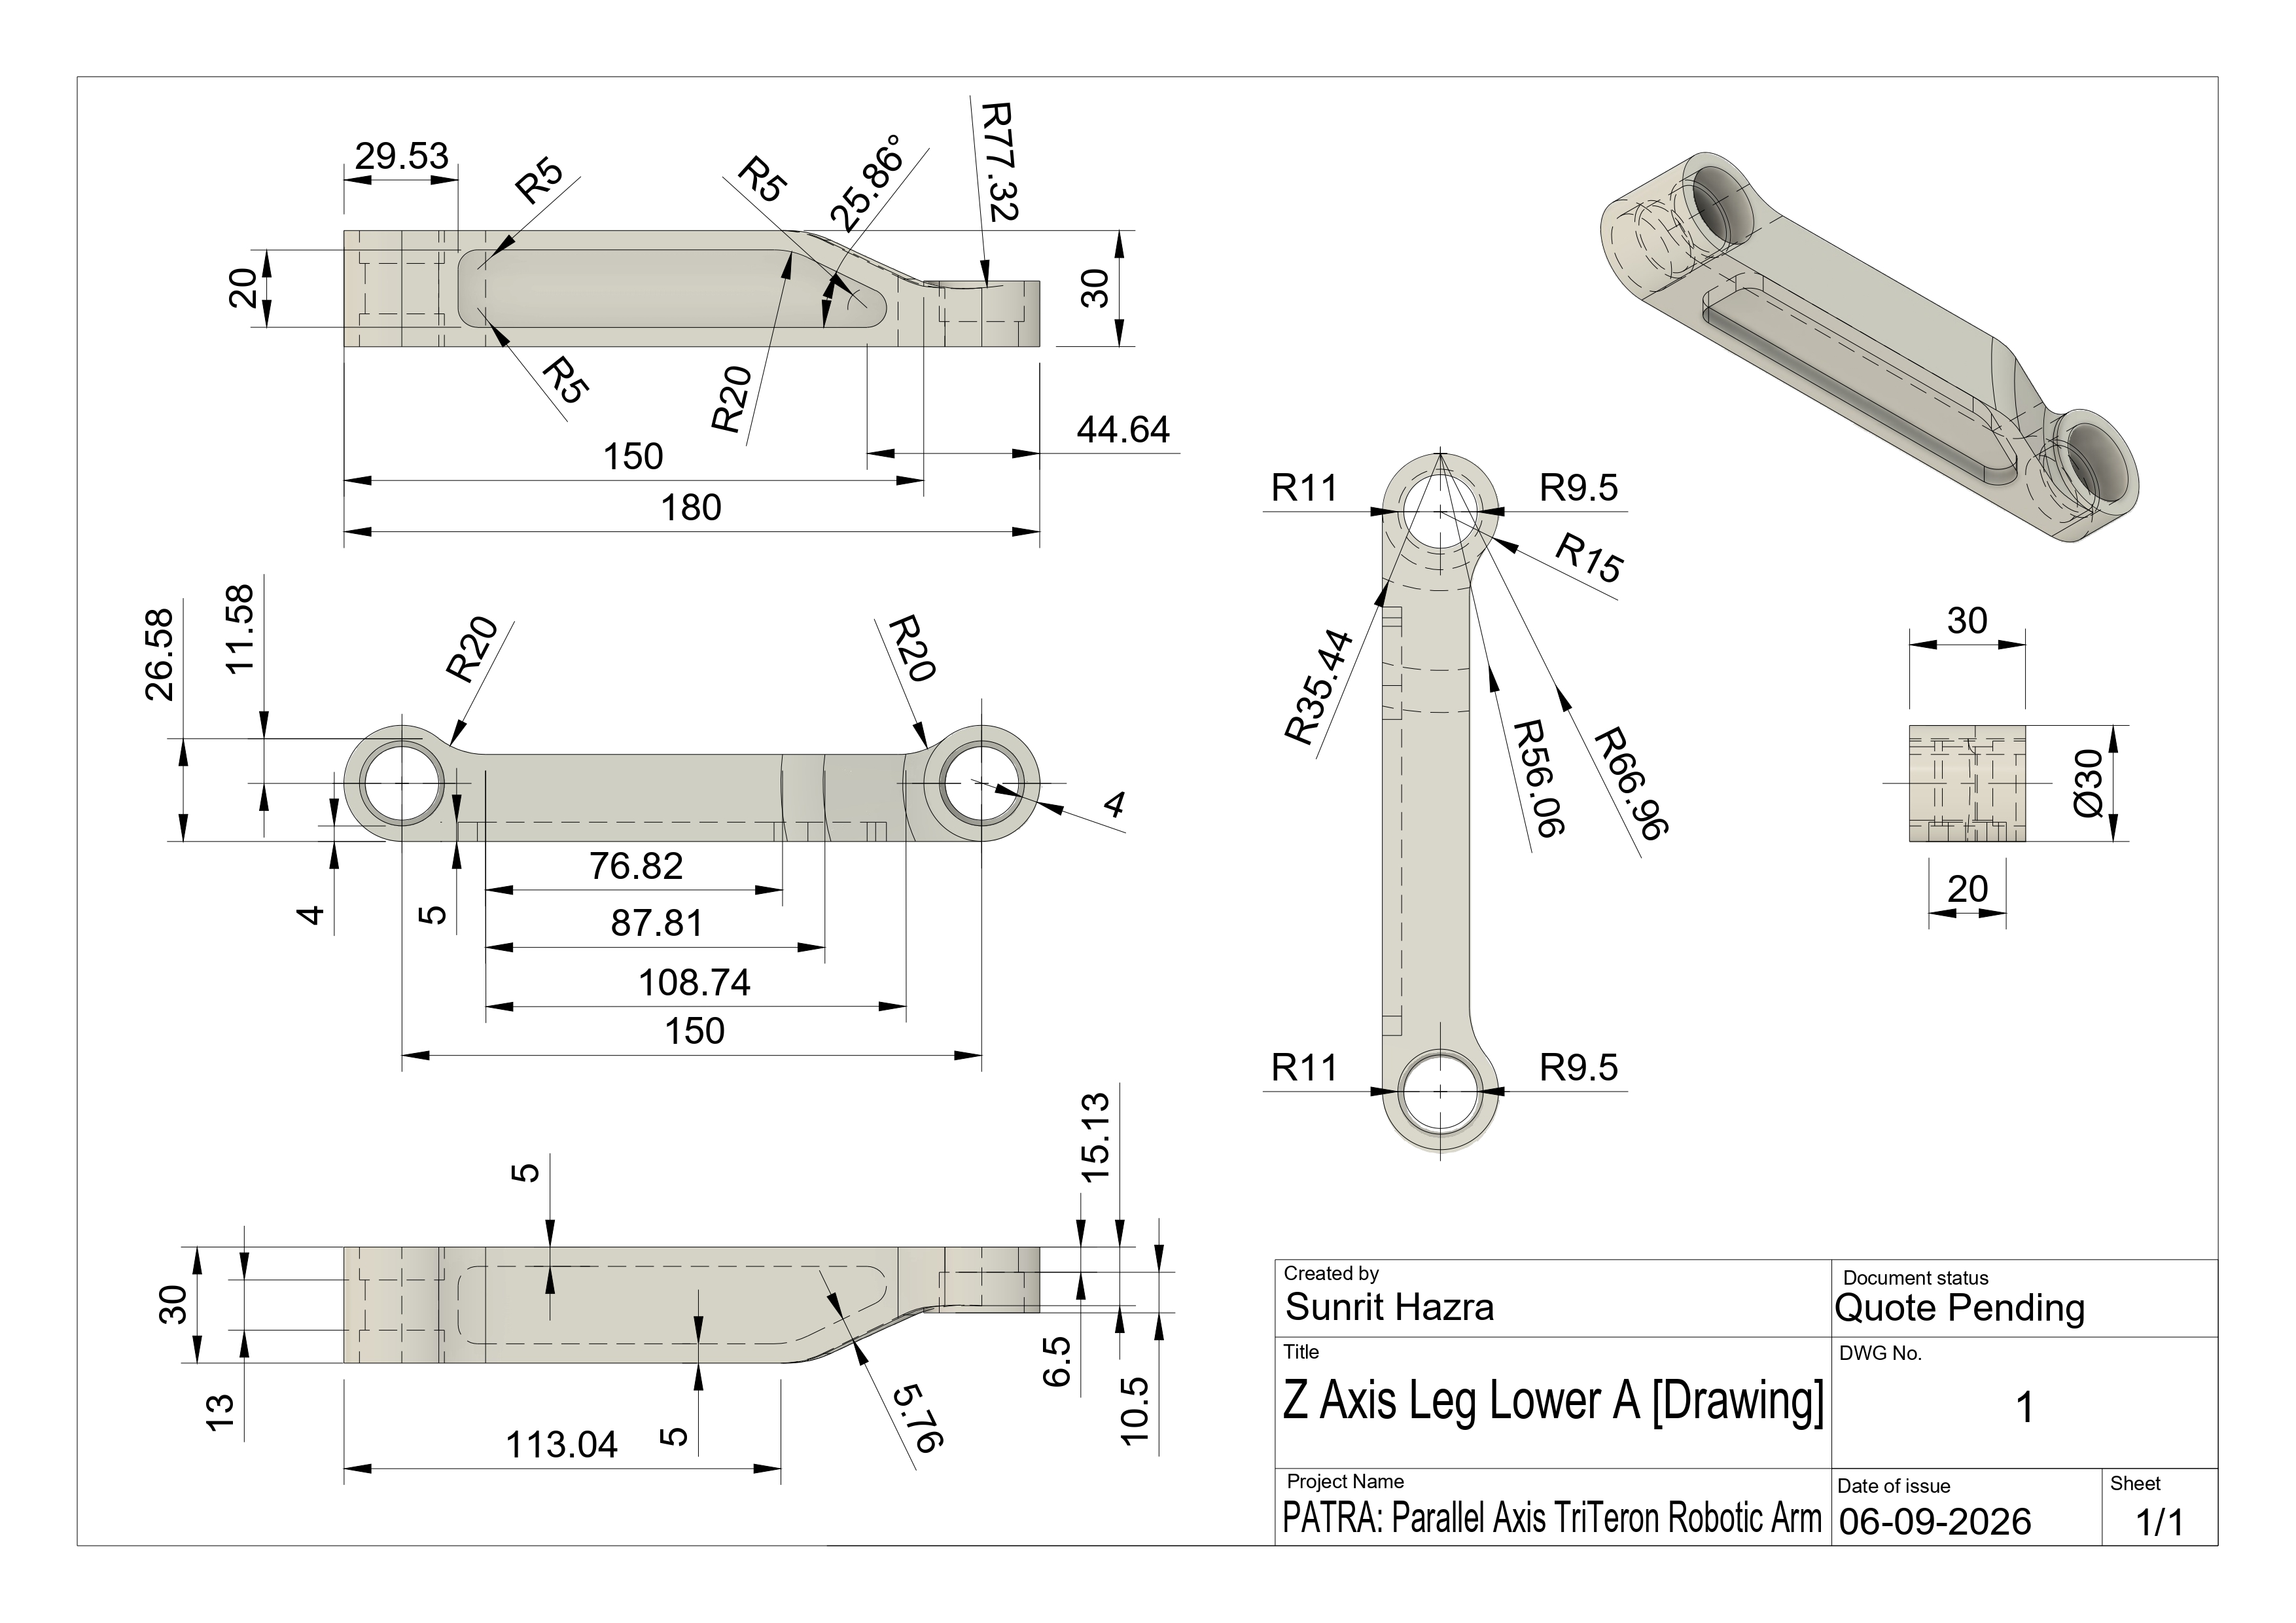 29.53
R5
R5
25.86°
R77.32
20
30
R5
R20
44.64
150
180
26.58
11.58
R20
R20
4
4
5
76.82
87.81
108.74
150
R11
R9.5
R15
R35.44
R56.06
R66.96
R11
R9.5
30
Ø30
20
5
15.13
30
13
6.5
10.5
5.76
5
113.04
Created by
Sunrit Hazra
Document status
Quote Pending
Title
Z Axis Leg Lower A [Drawing]
DWG No.
1
Project Name
PATRA: Parallel Axis TriTeron Robotic Arm
Date of issue
06-09-2026
Sheet
1/1